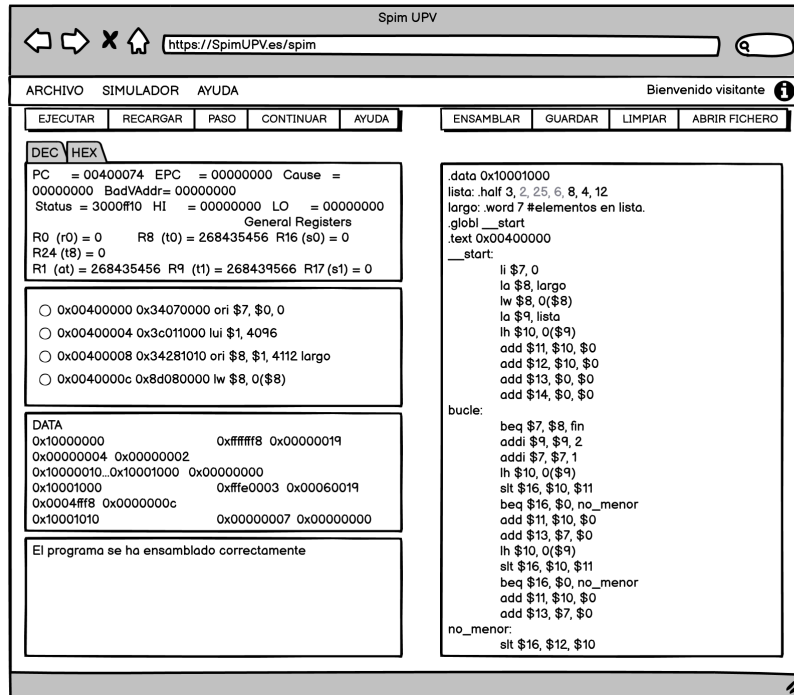 Spim UPV
https://SpimUPV.es/spim
ARCHIVO SIMULADOR AYUDA
Bienvenido visitante
EJECUTAR RECARGAR PASO CONTINUAR AYUDA
DEC HEX
PC = 00400074 EPC = 00000000 Cause =
00000000 BadVAddr= 00000000
Status = 3000ff10 HI = 00000000 LO = 00000000
General Registers
R0 (r0) = 0 R8 (t0) = 268435456 R16 (s0) = 0
R24 (t8) = 0
R1 (at) = 268435456 R9 (t1) = 268439566 R17 (s1) = 0
0x00400000 0x34070000 ori $7, $0, 0
0x00400004 0x3c011000 lui $1, 4096
0x00400008 0x34281010 ori $8, $1, 4112 largo
0x0040000c 0x8d080000 lw $8, 0($8)
DATA
0x10000000 0xffffff8 0x00000019
0x00000004 0x00000002
0x10000010...0x10001000 0x00000000
0x10001000 0xfffe0003 0x00060019
0x0004fff8 0x0000000c
0x10001010 0x00000007 0x00000000
El programa se ha ensamblado correctamente
ENSAMBLAR GUARDAR LIMPIAR ABRIR FICHERO
.data 0x10001000
lista: .half 3, 2, 25, 6, 8, 4, 12
largo: .word 7 #elementos en lista.
.globl __start
.text 0x00400000
__start:
li $7, 0
la $8, largo
lw $8, 0($8)
la $9, lista
lh $10, 0($9)
add $11, $10, $0
add $12, $10, $0
add $13, $0, $0
add $14, $0, $0
bucle:
beq $7, $8, fin
addi $9, $9, 2
addi $7, $7, 1
lh $10, 0($9)
slt $16, $10, $11
beq $16, $0, no_menor
add $11, $10, $0
add $13, $7, $0
lh $10, 0($9)
slt $16, $10, $11
beq $16, $0, no_menor
add $11, $10, $0
add $13, $7, $0
no_menor:
slt $16, $12, $10